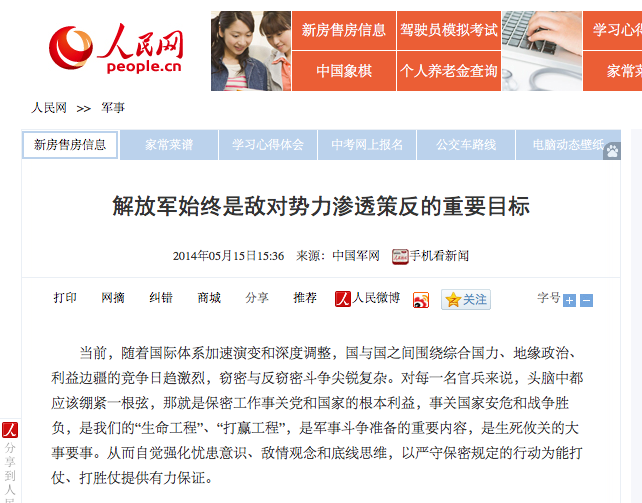 人民网
people.cn
新房售房信息 驾驶员模拟考试 学习心得
中国象棋 个人养老金查询 家常菜
人民网 >> 军事
新房售房信息 家常菜谱 学习心得体会 中考网上报名 公交车路线 电脑动态壁纸
解放军始终是敌对势力渗透策反的重要目标
2014年05月15日15:36 来源：中国军网 手机看新闻
打印 网摘 纠错 商城 分享 推荐 人民微博 关注 字号
当前，随着国际体系加速演变和深度调整，国与国之间围绕综合国力、地缘政治、
利益边疆的竞争日趋激烈，窃密与反窃密斗争尖锐复杂。对每一名官兵来说，头脑中都
应该绷紧一根弦，那就是保密工作事关党和国家的根本利益，事关国家安危和战争胜
负，是我们的“生命工程”、“打赢工程”，是军事斗争准备的重要内容，是生死攸关的大
事要事。从而自觉强化忧患意识、敌情观念和底线思维，以严守保密规定的行动为能打
仗、打胜仗提供有力保证。
人
分
享
到
人